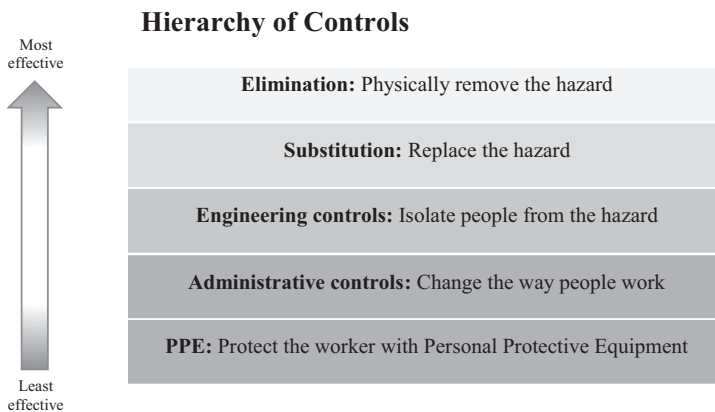 Hierarchy of Controls
Most
effective
Elimination: Physically remove the hazard
Substitution: Replace the hazard
Engineering controls: Isolate people from the hazard
Administrative controls: Change the way people work
PPE: Protect the worker with Personal Protective Equipment
Least
effective